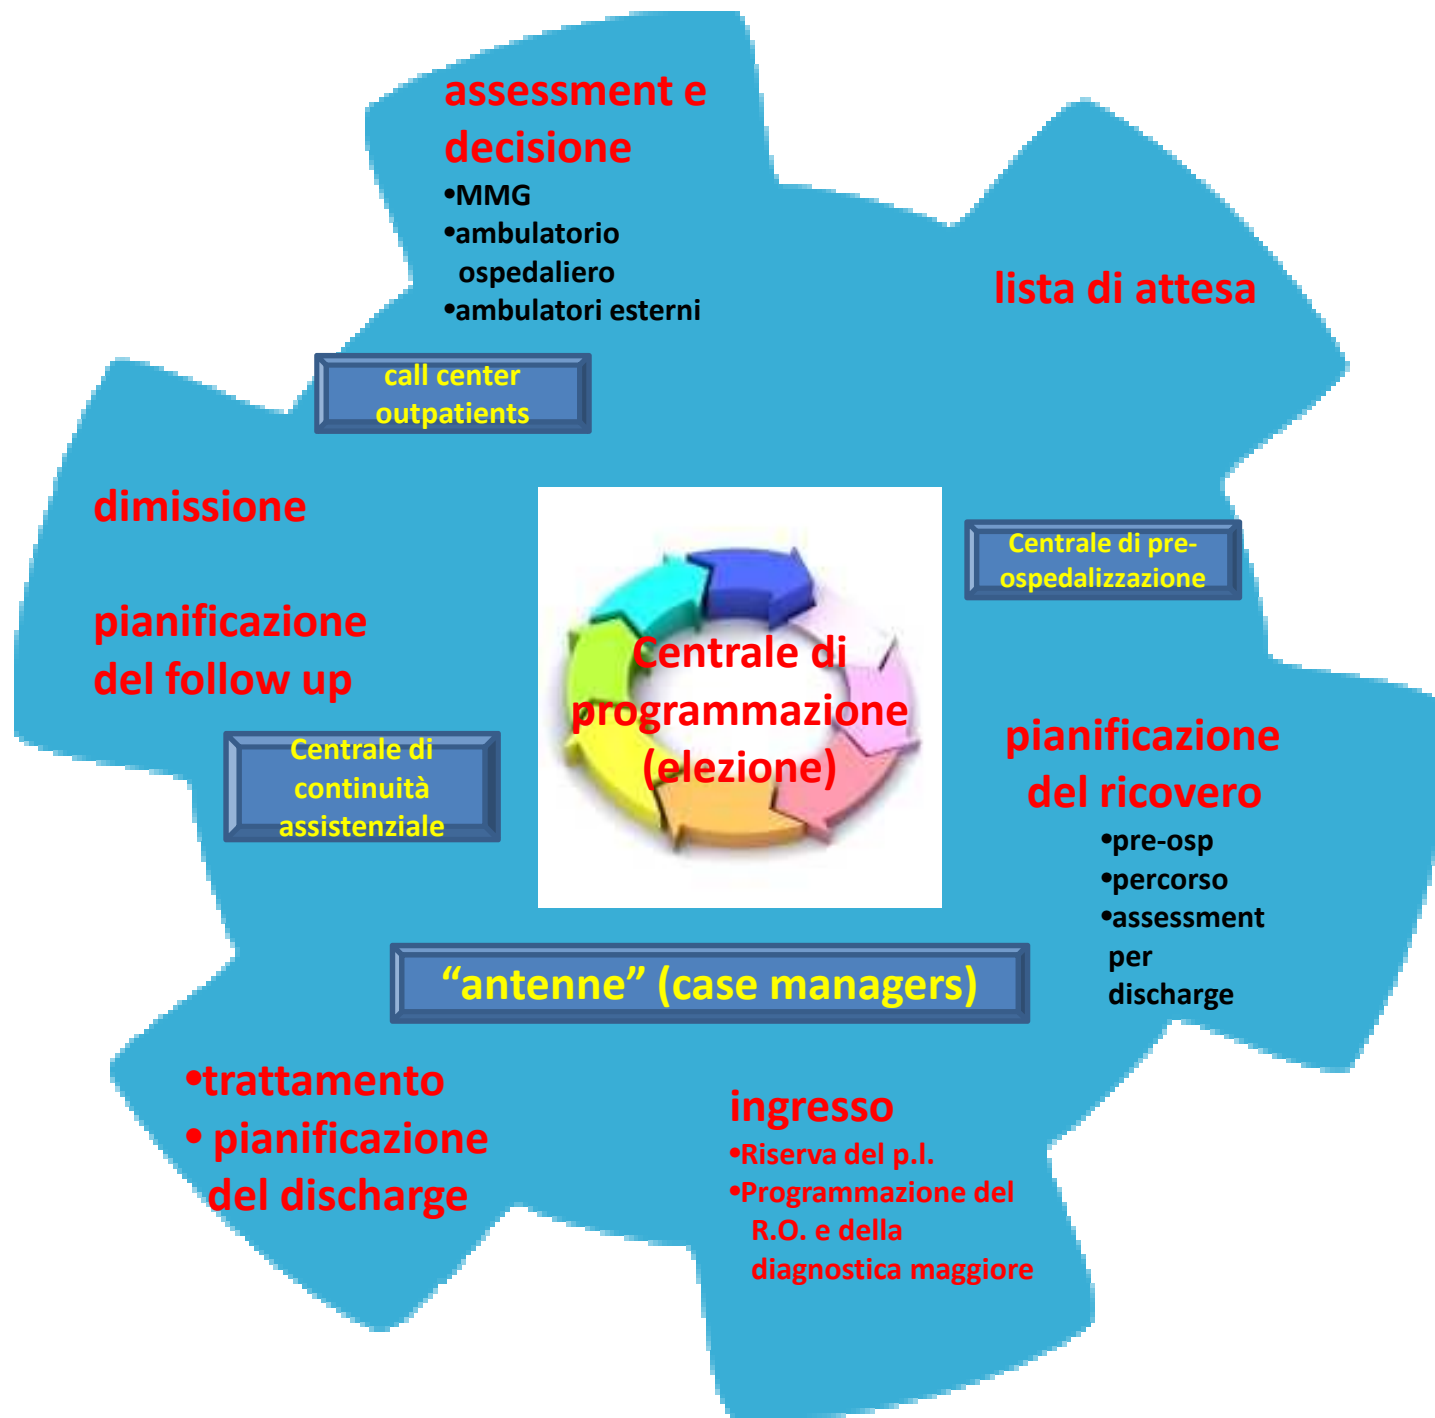 assessment e
decisione
•MMG
•ambulatorio
ospedaliero
•ambulatori esterni
lista di attesa
call center
outpatients
dimissione
pianificazione
del follow up
Centrale di pre-
ospedalizzazione
Centrale di
programmazione
(elezione)
Centrale di
continuità
assistenziale
pianificazione
del ricovero
•pre-osp
•percorso
•assessment
per
discharge
“antenne” (case managers)
•trattamento
• pianificazione
del discharge
ingresso
•Riserva del p.l.
•Programmazione del
R.O. e della
diagnostica maggiore